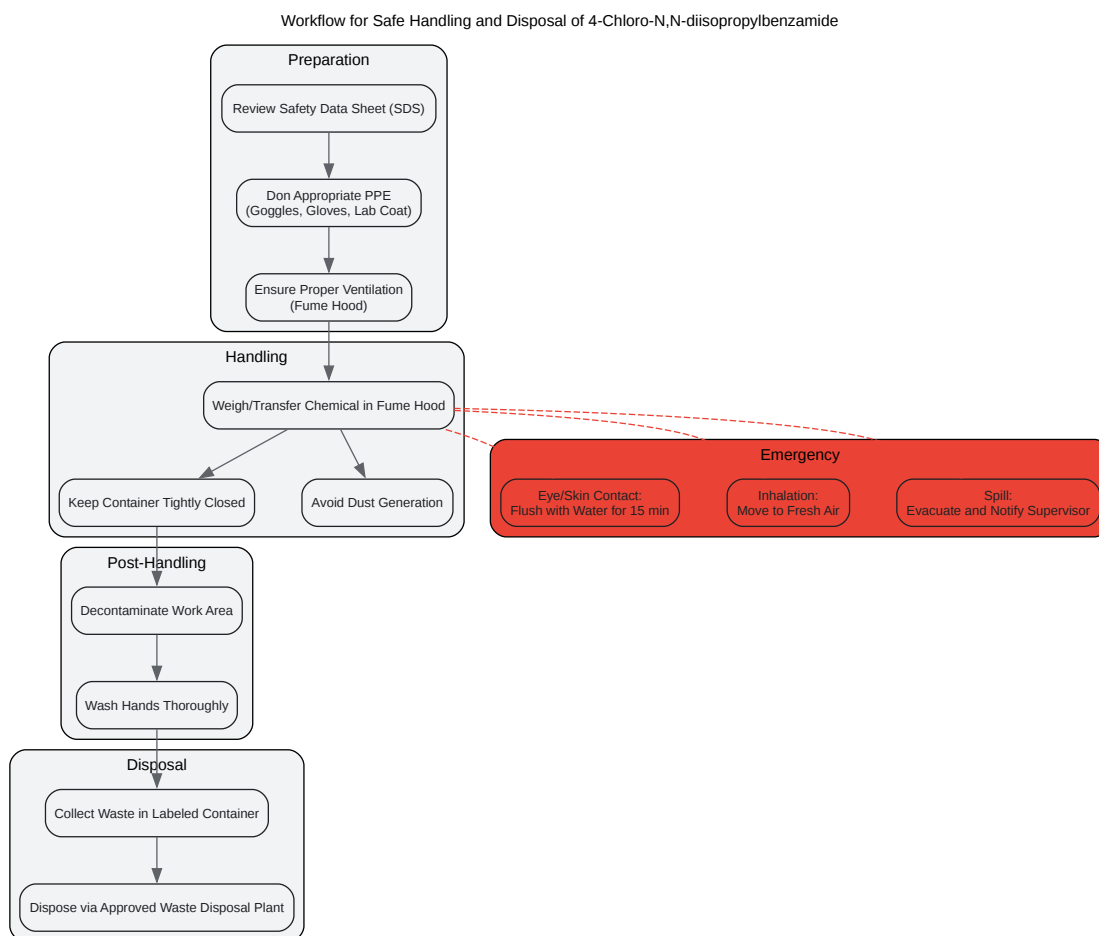 Workflow for Safe Handling and Disposal of 4-Chloro-N,N-diisopropylbenzamide
Preparation
Review Safety Data Sheet (SDS)
Don Appropriate PPE
(Goggles, Gloves, Lab Coat)
Ensure Proper Ventilation
(Fume Hood)
Handling
Weigh/Transfer Chemical in Fume Hood
Keep Container Tightly Closed
Avoid Dust Generation
Emergency
Eye/Skin Contact:
Flush with Water for 15 min
Inhalation:
Move to Fresh Air
Spill:
Evacuate and Notify Supervisor
Post-Handling
Decontaminate Work Area
Wash Hands Thoroughly
Disposal
Collect Waste in Labeled Container
Dispose via Approved Waste Disposal Plant